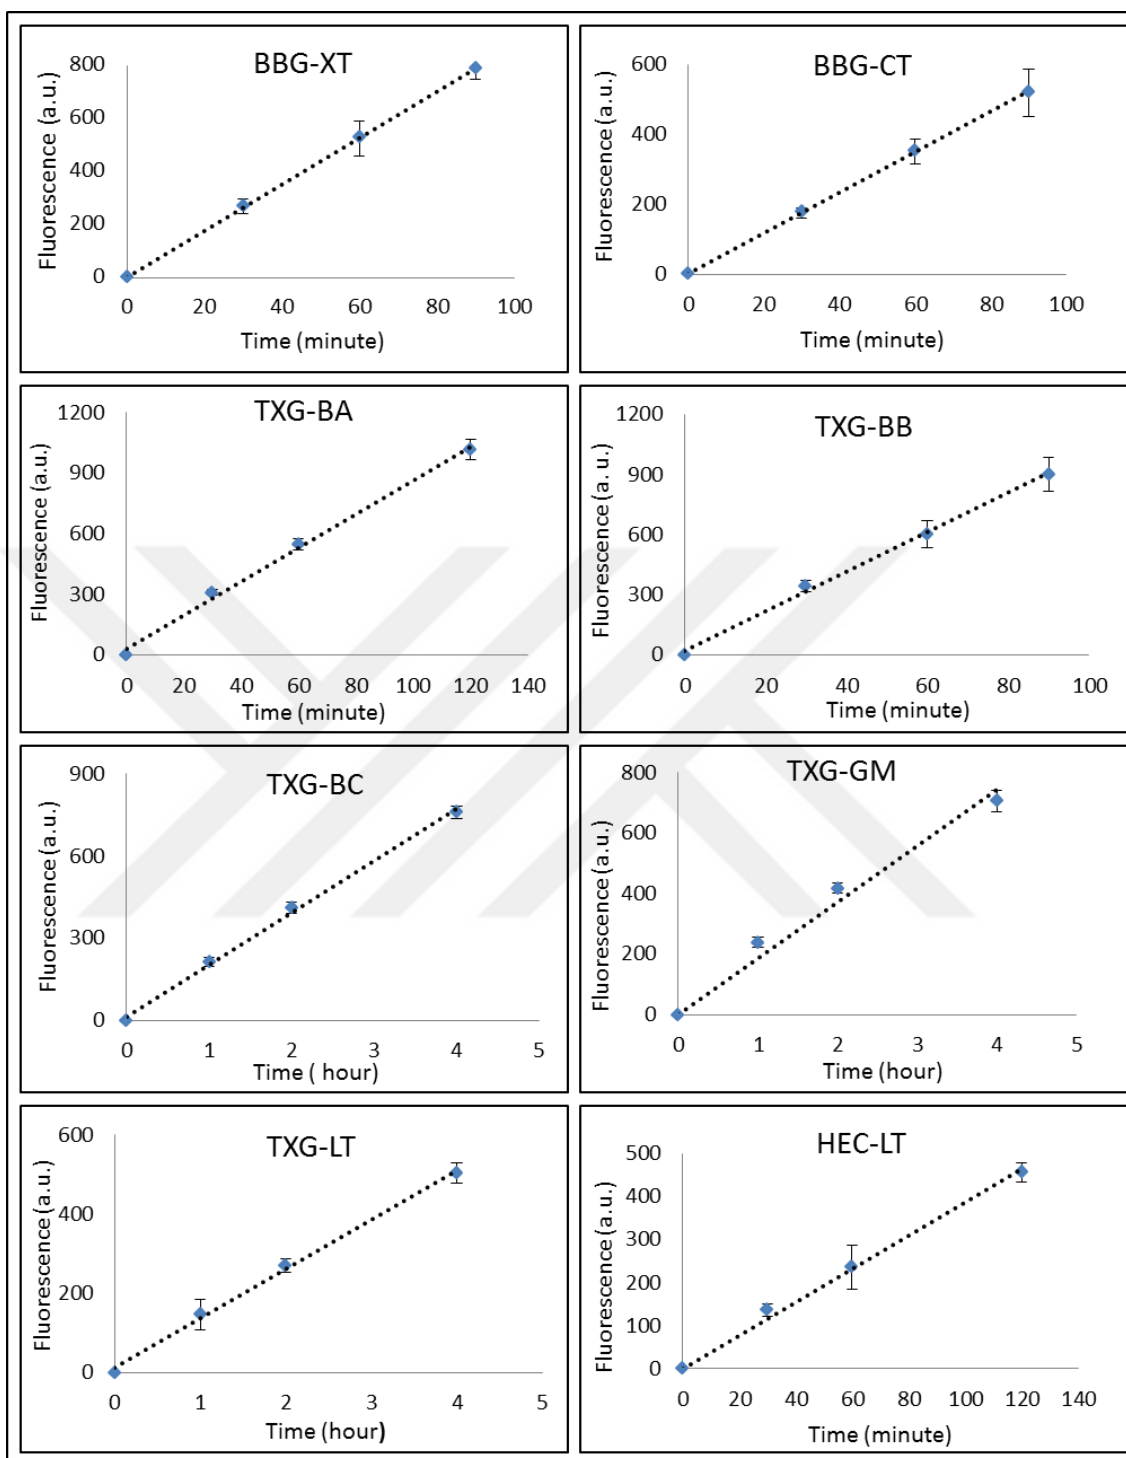 BBG-XT
Fluorescence (a.u.)
800
600
400
200
0
0 20 40 60 80 100
Time (minute)
BBG-CT
Fluorescence (a.u.)
600
400
200
0
0 20 40 60 80 100
Time (minute)
TXG-BA
Fluorescence (a.u.)
1200
900
600
300
0
0 20 40 60 80 100 120 140
Time (minute)
TXG-BB
Fluorescence (a. u.)
1200
900
600
300
0
0 20 40 60 80 100
Time (minute)
TXG-BC
Fluorescence (a.u.)
900
600
300
0
0 1 2 3 4 5
Time ( hour)
TXG-GM
Fluorescence (a.u.)
800
600
400
200
0
0 1 2 3 4 5
Time (hour)
TXG-LT
Fluorescence (a.u.)
600
400
200
0
0 1 2 3 4 5
Time (hour)
HEC-LT
Fluorescence (a.u.)
500
400
300
200
100
0
0 20 40 60 80 100 120 140
Time (minute)